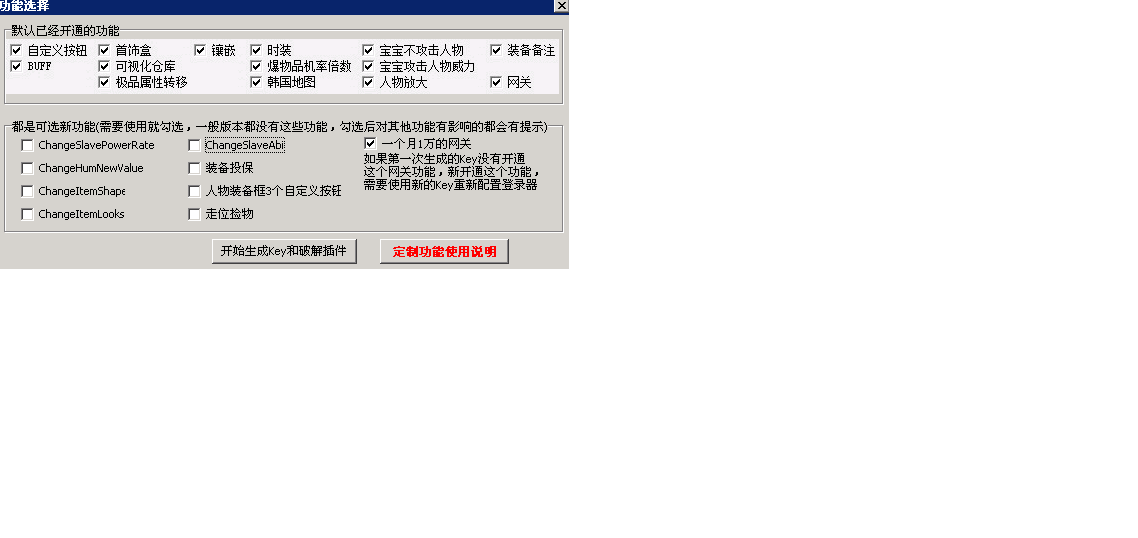 功能选择
默认已经开通的功能
自定义按钮 首饰盒 镶嵌 时装 宝宝不攻击人物 装备备注
BUFF 可视化仓库 爆物品机率倍数 宝宝攻击人物威力
极品属性转移 韩国地图 人物放大 网关
都是可选新功能(需要使用就勾选，一般版本都没有这些功能，勾选后对其他功能有影响的都会有提示)
ChangeSlavePowerRate ChangeSlaveAbi 一个月1万的网关
如果第一次生成的Key没有开通
ChangeHumNewValue 装备投保 这个网关功能，新开通这个功能，
需要使用新的Key重新配置登录器
ChangeItemShape 人物装备框3个自定义按钮
ChangeItemLooks 走位捡物
开始生成Key和破解插件 定制功能使用说明